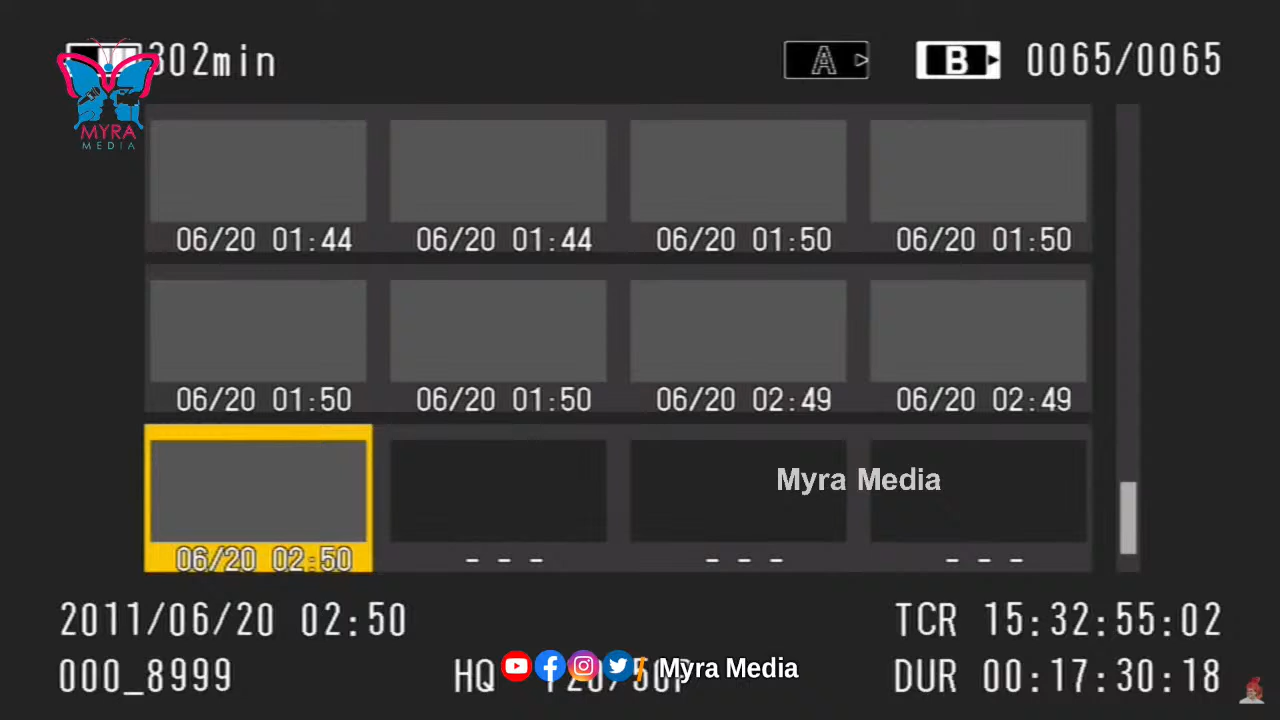 302min A B 0065/0065
MYRA
MEDIA
06/20 01:44 06/20 01:44 06/20 01:50 06/20 01:50
06/20 01:50 06/20 01:50 06/20 02:49 06/20 02:49
Myra Media
06/20 02:50 - - - - - - - - -
2011/06/20 02:50 TCR 15:32:55:02
000_8999 HQ Myra Media DUR 00:17:30:18